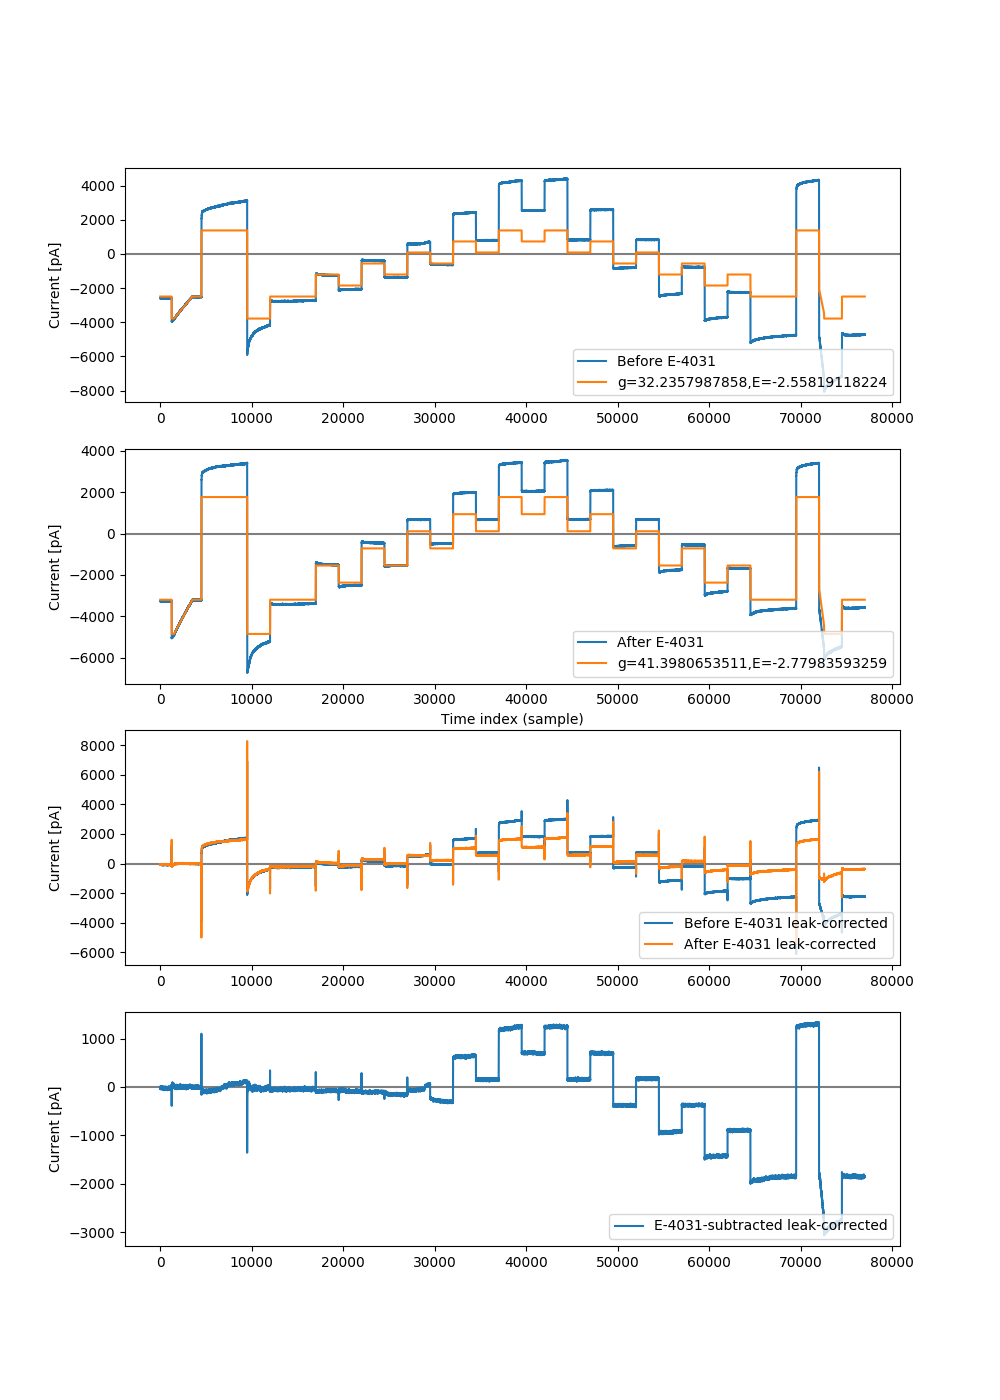 4000
2000
0
−2000
−4000
−6000
−8000
Current [pA]
Before E-4031
g=32.2357987858,E=-2.55819118224
0 10000 20000 30000 40000 50000 60000 70000 80000
4000
2000
0
−2000
−4000
−6000
Current [pA]
After E-4031
g=41.3980653511,E=-2.77983593259
0 10000 20000 30000 40000 50000 60000 70000 80000
Time index (sample)
8000
6000
4000
2000
0
−2000
−4000
−6000
Current [pA]
Before E-4031 leak-corrected
After E-4031 leak-corrected
0 10000 20000 30000 40000 50000 60000 70000 80000
1000
0
−1000
−2000
−3000
Current [pA]
E-4031-subtracted leak-corrected
0 10000 20000 30000 40000 50000 60000 70000 80000